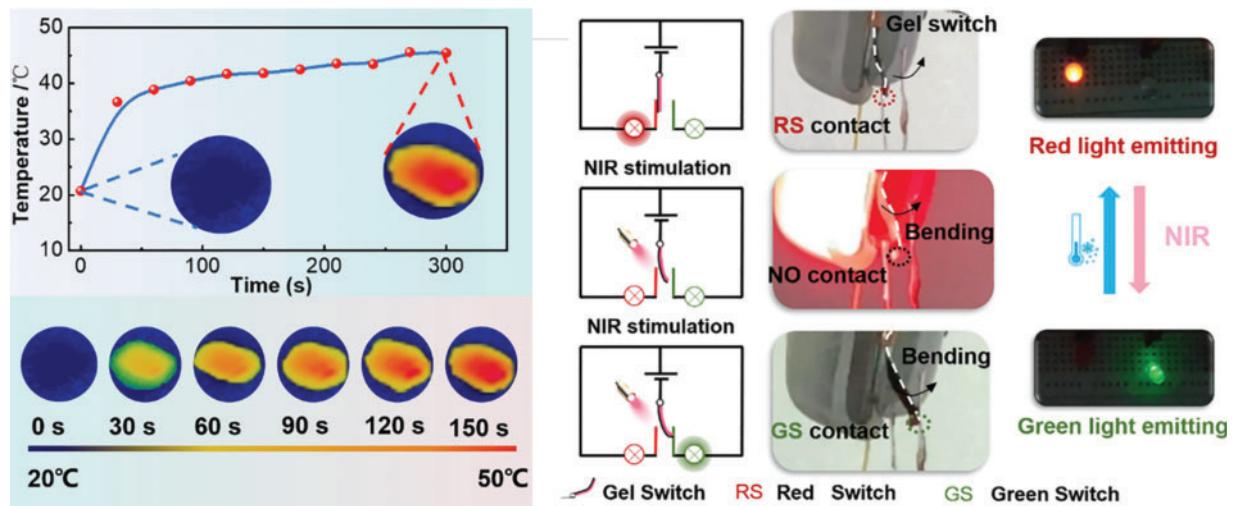 50
40
30
20
10
Temperature /℃
0
100
200
300
Time (s)
0 s
30 s
60 s
90 s
120 s
150 s
20℃
50℃
NIR stimulation
NIR stimulation
Gel switch
RS contact
Bending
NO contact
Bending
GS contact
Red light emitting
NIR
Green light emitting
Gel Switch
RS Red Switch
GS Green Switch